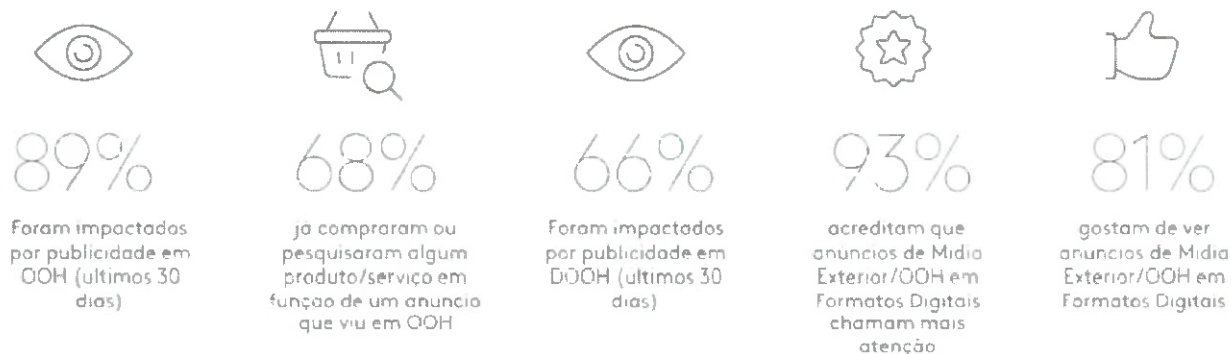 89%
Foram impactados
por publicidade em
OOH (ultimos 30
dias)
68%
já compraram ou
pesquisaram algum
produto/serviço em
função de um anuncio
que viu em OOH
66%
Foram impactados
por publicidade em
DOOH (ultimos 30
dias)
93%
acreditam que
anúncios de Midia
Exterior/OOH em
Formatos Digitais
chamam mais
atenção
81%
gostam de ver
anuncios de Midia
Exterior/OOH em
Formatos Digitais